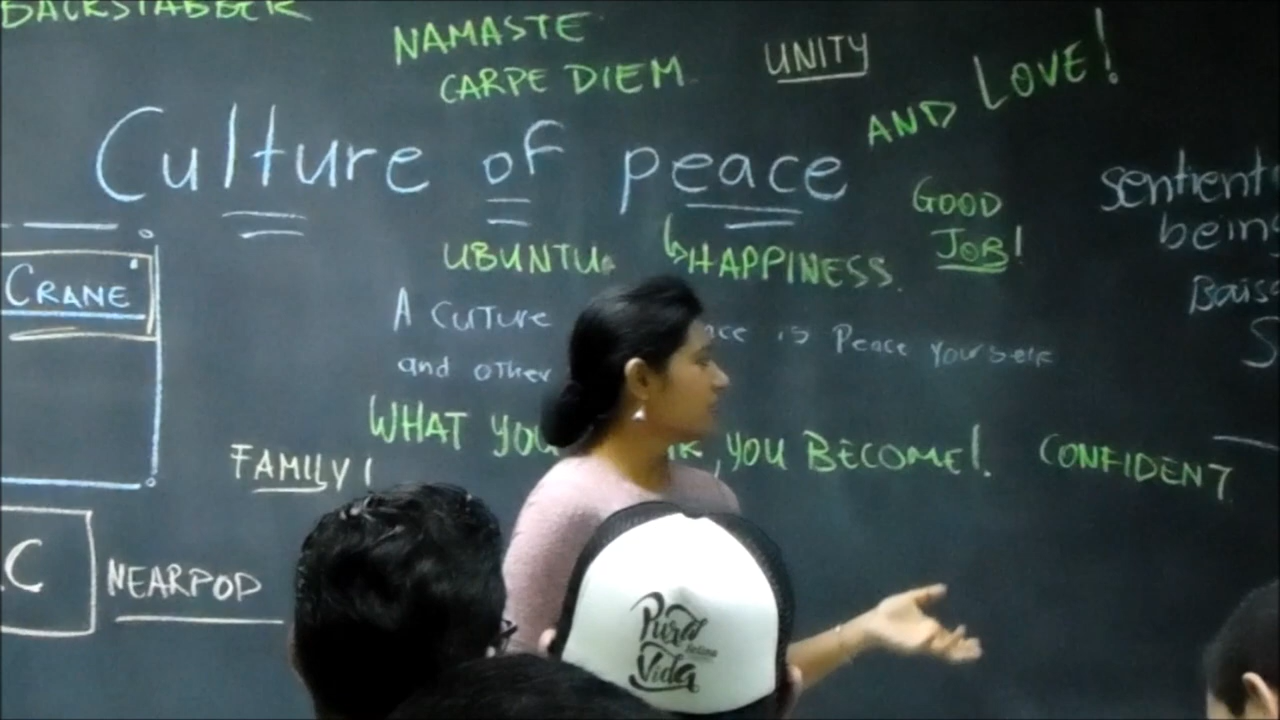 BACKSTABBER
NAMASTE
CARPE DIEM
UNITY
AND LOVE!
Culture of peace
GOOD
JOB!
sentient
being
UBUNTU
HAPPINESS.
CRANE
A CULTURE is Peace Yourself
and other
WHAT YOU , YOU BECOME!.
CONFIDENT
FAMILY!
C
NEARPOD
Pura
Vida